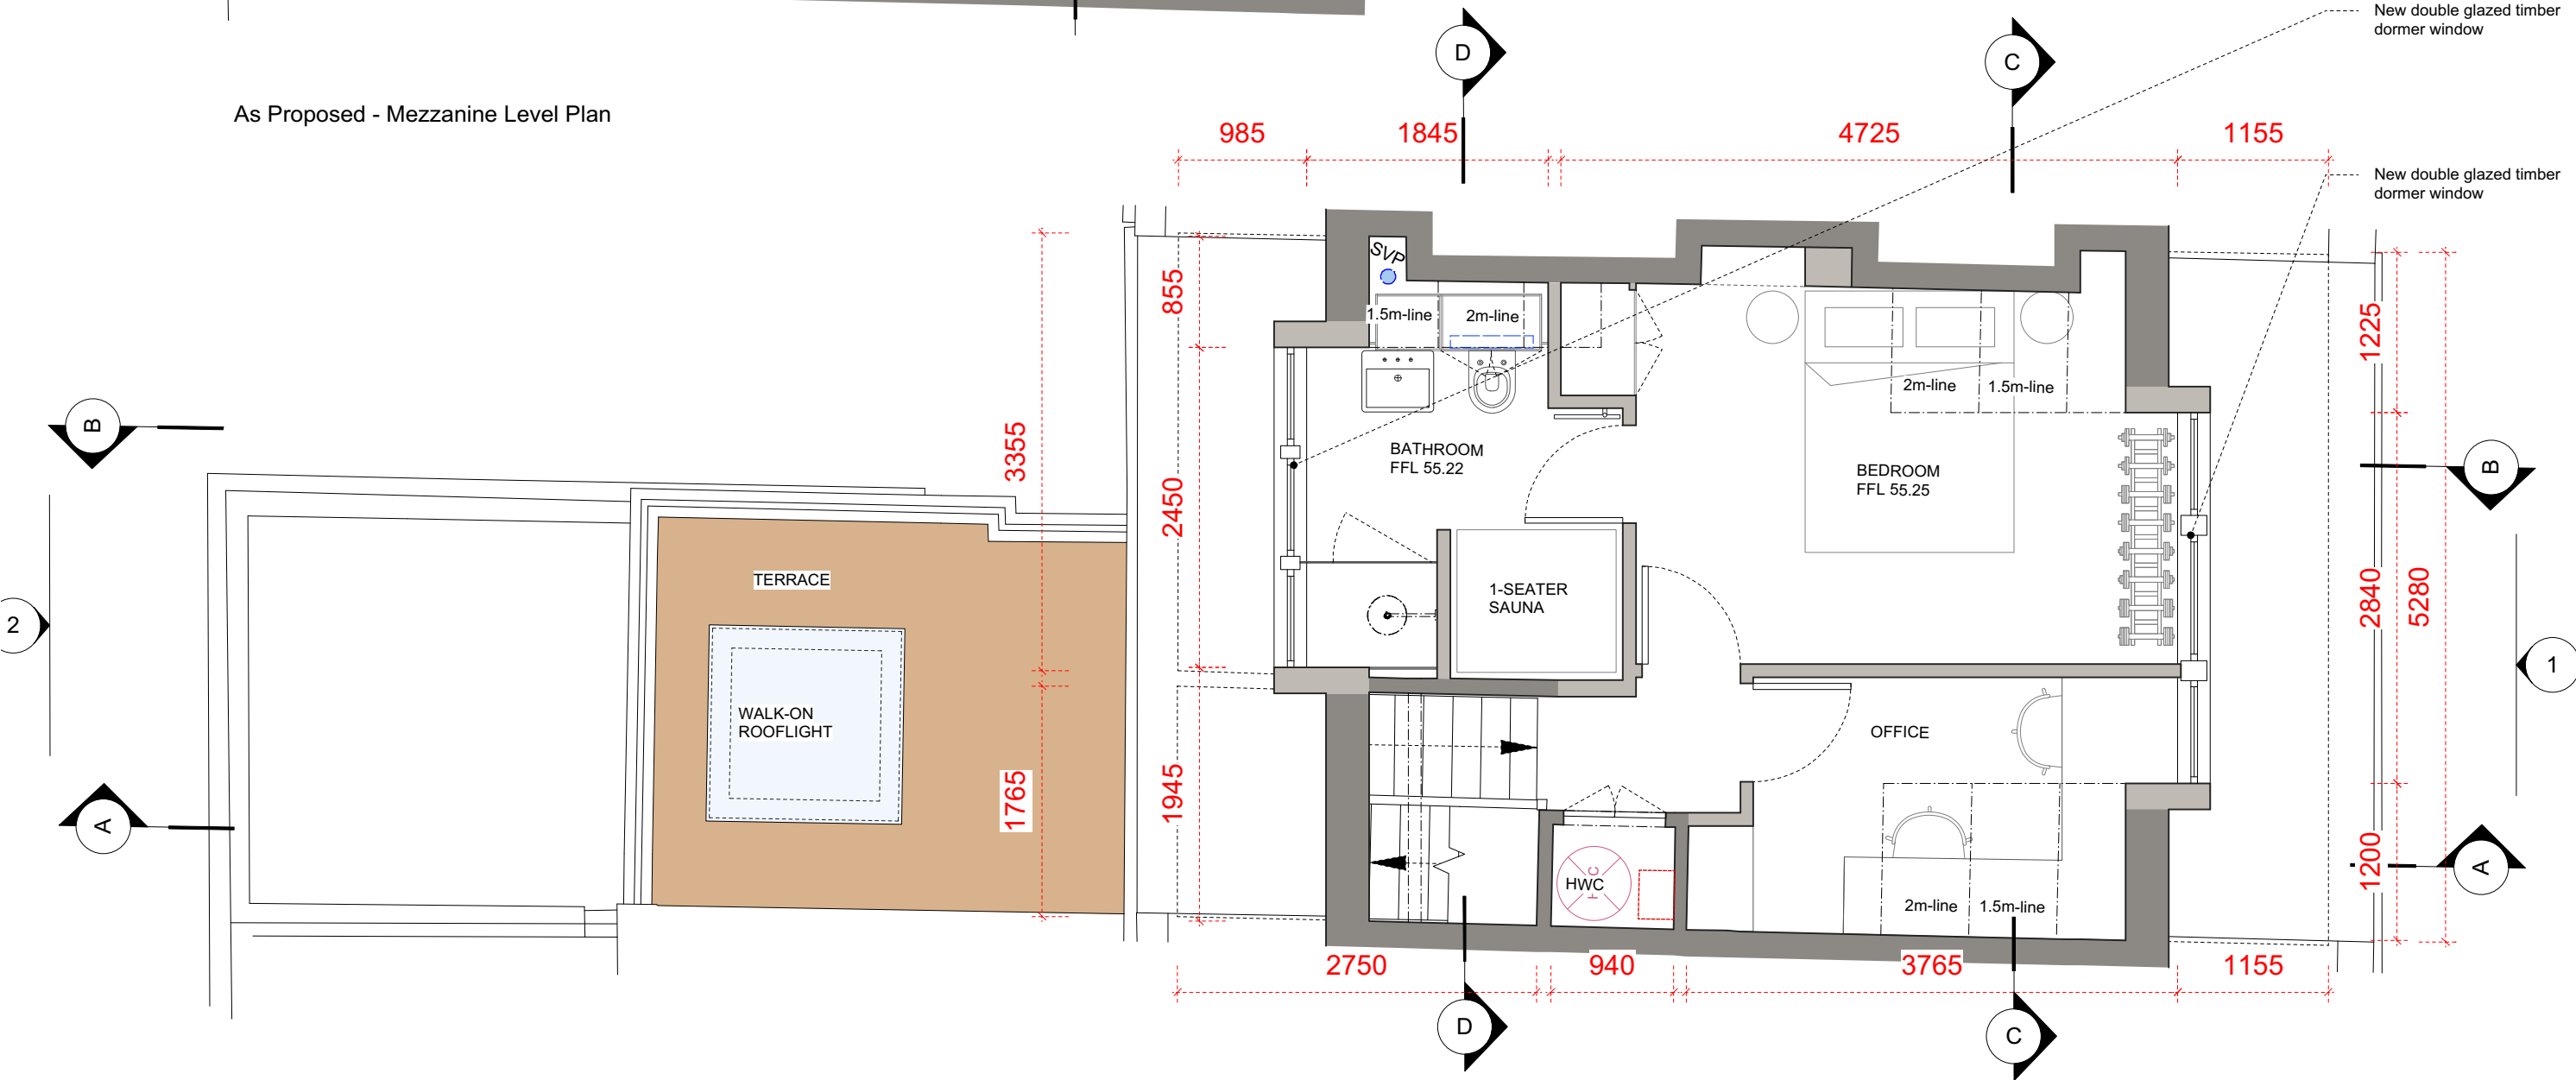 New double glazed timber
dormer window
D
C
As Proposed - Mezzanine Level Plan
985
1845
4725
1155
New double glazed timber
dormer window
SVP
855
1.5m-line
2m-line
1225
2m-line
1.5m-line
B
3355
BATHROOM
FFL 55.22
BEDROOM
FFL 55.25
B
2450
TERRACE
1-SEATER
SAUNA
2840
5280
2
1
WALK-ON
ROOFLIGHT
OFFICE
1765
1945
A
1200
A
HWC
HC
2m-line
1.5m-line
2750
940
3765
1155
D
C